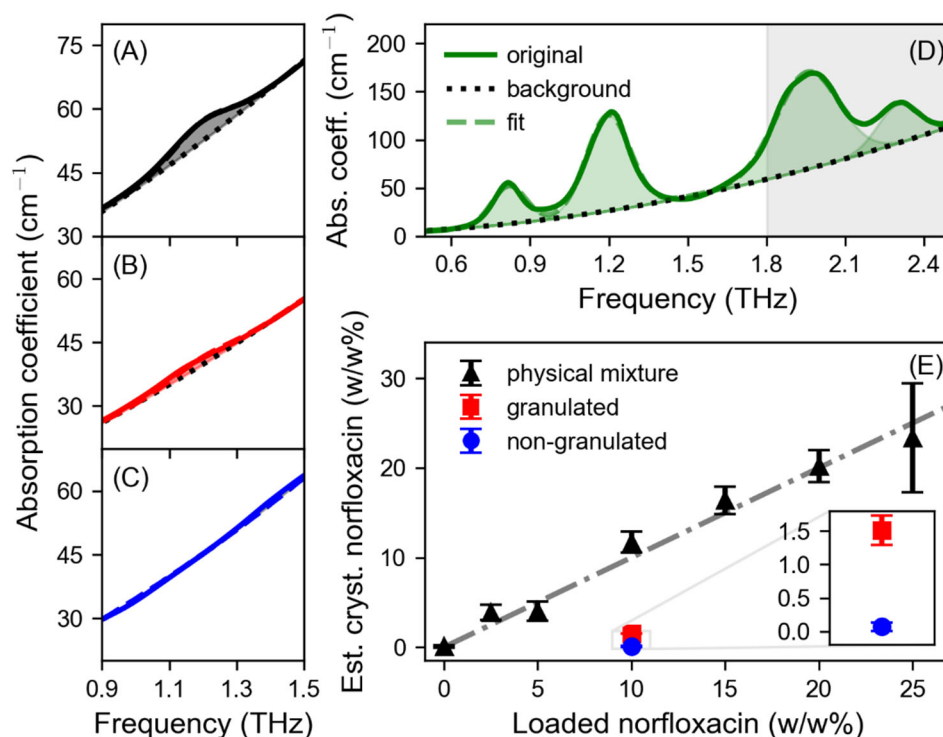 (A)
75
60
45
30
(B)
60
45
30
(C)
60
45
30
0.9
1.1
1.3
1.5
Frequency (THz)
Absorption coefficient (cm⁻¹)
(D)
200
150
100
50
0
Abs. coeff. (cm⁻¹)
original
background
fit
0.6
0.9
1.2
1.5
1.8
2.1
2.4
Frequency (THz)
(E)
30
20
10
0
Est. cryst. norfloxacin (w/w%)
physical mixture
granulated
non-granulated
1.5
1.0
0.5
0.0
0
5
10
15
20
25
Loaded norfloxacin (w/w%)